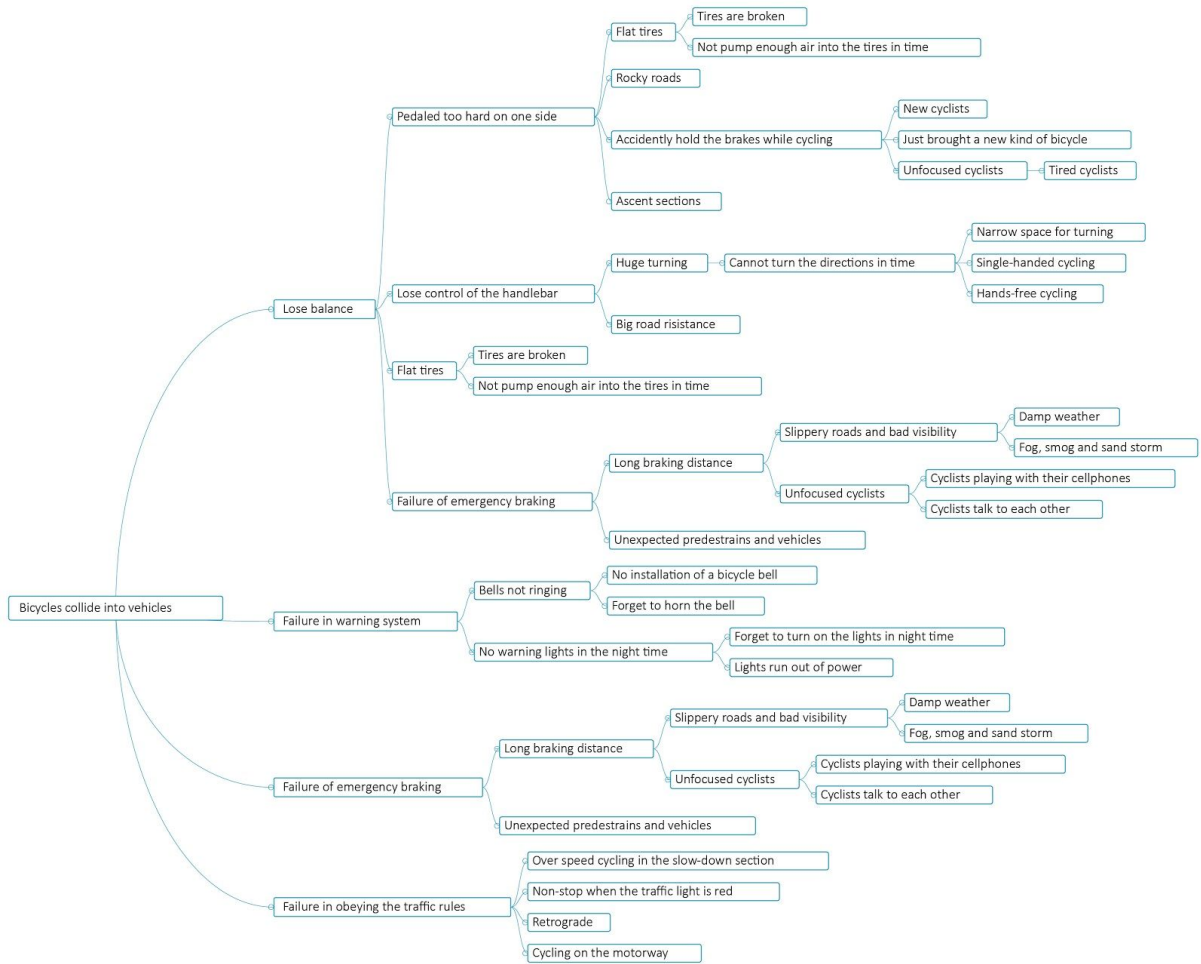 Bicycles collide into vehicles
Lose balance
Pedaled too hard on one side
Flat tires
Tires are broken
Not pump enough air into the tires in time
Rocky roads
Accidently hold the brakes while cycling
New cyclists
Just brought a new kind of bicycle
Unfocused cyclists
Tired cyclists
Ascent sections
Lose control of the handlebar
Huge turning
Cannot turn the directions in time
Narrow space for turning
Single-handed cycling
Hands-free cycling
Big road risistance
Flat tires
Tires are broken
Not pump enough air into the tires in time
Failure of emergency braking
Long braking distance
Slippery roads and bad visibility
Damp weather
Fog, smog and sand storm
Unfocused cyclists
Cyclists playing with their cellphones
Cyclists talk to each other
Unexpected predestrains and vehicles
Failure in warning system
Bells not ringing
No installation of a bicycle bell
Forget to horn the bell
No warning lights in the night time
Forget to turn on the lights in night time
Lights run out of power
Failure of emergency braking
Long braking distance
Slippery roads and bad visibility
Damp weather
Fog, smog and sand storm
Unfocused cyclists
Cyclists playing with their cellphones
Cyclists talk to each other
Unexpected predestrains and vehicles
Failure in obeying the traffic rules
Over speed cycling in the slow-down section
Non-stop when the traffic light is red
Retrograde
Cycling on the motorway